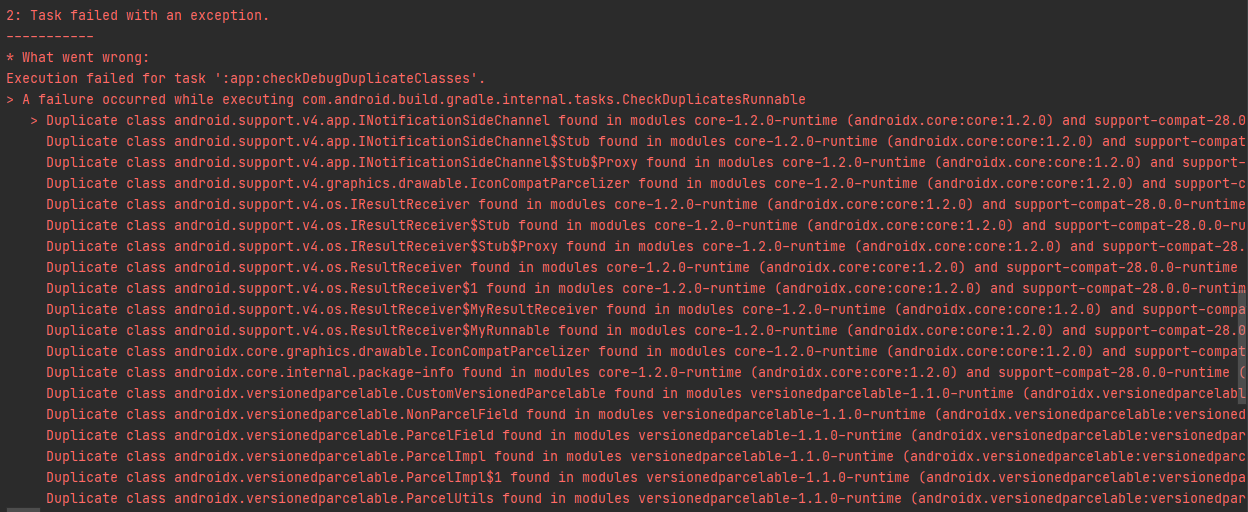 2: Task failed with an exception.
-----------
* What went wrong:
Execution failed for task ':app:checkDebugDuplicateClasses'.
> A failure occurred while executing com.android.build.gradle.internal.tasks.CheckDuplicatesRunnable
> Duplicate class android.support.v4.app.INotificationSideChannel found in modules core-1.2.0-runtime (androidx.core:core:1.2.0) and support-compat-28.0
Duplicate class android.support.v4.app.INotificationSideChannel$Stub found in modules core-1.2.0-runtime (androidx.core:core:1.2.0) and support-compat
Duplicate class android.support.v4.app.INotificationSideChannel$Stub$Proxy found in modules core-1.2.0-runtime (androidx.core:core:1.2.0) and support-
Duplicate class android.support.v4.graphics.drawable.IconCompatParcelizer found in modules core-1.2.0-runtime (androidx.core:core:1.2.0) and support-c
Duplicate class android.support.v4.os.IResultReceiver found in modules core-1.2.0-runtime (androidx.core:core:1.2.0) and support-compat-28.0.0-runtime
Duplicate class android.support.v4.os.IResultReceiver$Stub found in modules core-1.2.0-runtime (androidx.core:core:1.2.0) and support-compat-28.0.0-ru
Duplicate class android.support.v4.os.IResultReceiver$Stub$Proxy found in modules core-1.2.0-runtime (androidx.core:core:1.2.0) and support-compat-28.
Duplicate class android.support.v4.os.ResultReceiver found in modules core-1.2.0-runtime (androidx.core:core:1.2.0) and support-compat-28.0.0-runtime
Duplicate class android.support.v4.os.ResultReceiver$1 found in modules core-1.2.0-runtime (androidx.core:core:1.2.0) and support-compat-28.0.0-runtim
Duplicate class android.support.v4.os.ResultReceiver$MyResultReceiver found in modules core-1.2.0-runtime (androidx.core:core:1.2.0) and support-compa
Duplicate class android.support.v4.os.ResultReceiver$MyRunnable found in modules core-1.2.0-runtime (androidx.core:core:1.2.0) and support-compat-28.0
Duplicate class androidx.core.graphics.drawable.IconCompatParcelizer found in modules core-1.2.0-runtime (androidx.core:core:1.2.0) and support-compat
Duplicate class androidx.core.internal.package-info found in modules core-1.2.0-runtime (androidx.core:core:1.2.0) and support-compat-28.0.0-runtime (
Duplicate class androidx.versionedparcelable.CustomVersionedParcelable found in modules versionedparcelable-1.1.0-runtime (androidx.versionedparcelabl
Duplicate class androidx.versionedparcelable.NonParcelField found in modules versionedparcelable-1.1.0-runtime (androidx.versionedparcelable:versioned
Duplicate class androidx.versionedparcelable.ParcelField found in modules versionedparcelable-1.1.0-runtime (androidx.versionedparcelable:versionedpar
Duplicate class androidx.versionedparcelable.ParcelImpl found in modules versionedparcelable-1.1.0-runtime (androidx.versionedparcelable:versionedparc
Duplicate class androidx.versionedparcelable.ParcelImpl$1 found in modules versionedparcelable-1.1.0-runtime (androidx.versionedparcelable:versionedpa
Duplicate class androidx.versionedparcelable.ParcelUtils found in modules versionedparcelable-1.1.0-runtime (androidx.versionedparcelable:versionedpar